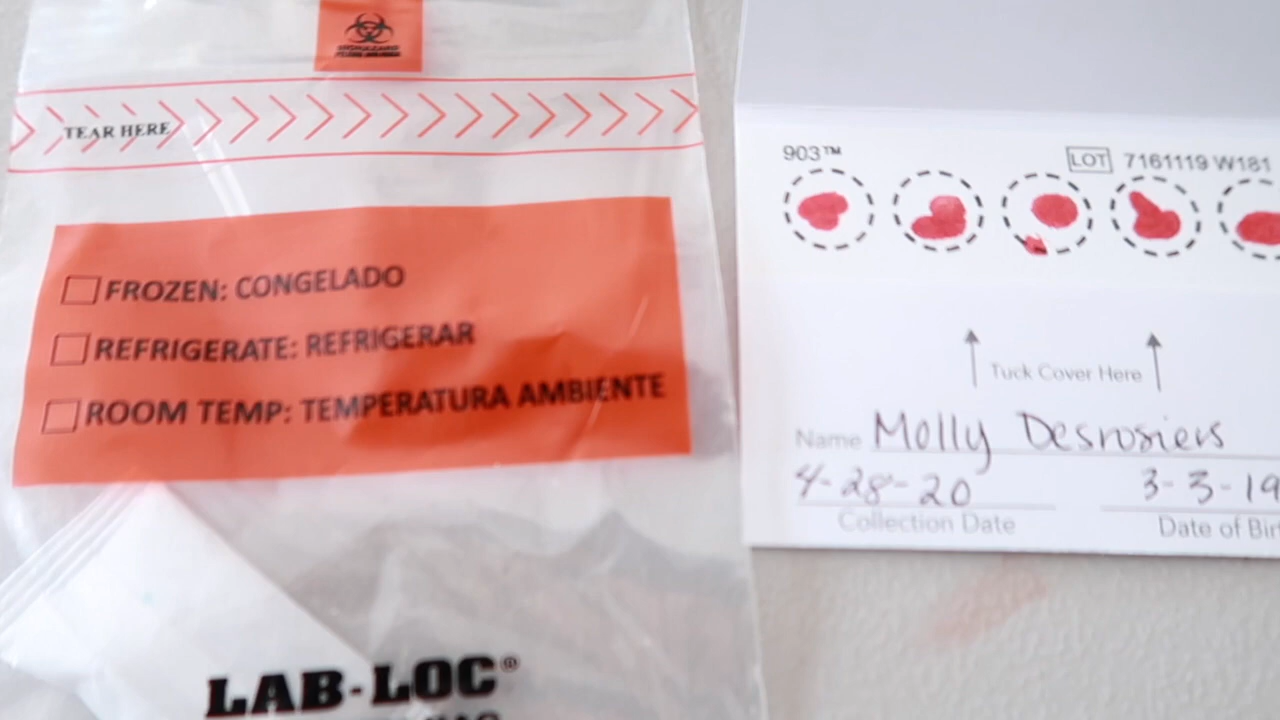 BIOHAZARD
TEAR HERE
FROZEN: CONGELADO
REFRIGERATE: REFRIGERAR
ROOM TEMP: TEMPERATURA AMBIENTE
LAB-LOC®
903™
LOT 7161119 W181
Tuck Cover Here
Name Molly Desrosiers
4-28-20 3-3-19
Collection Date Date of Bir